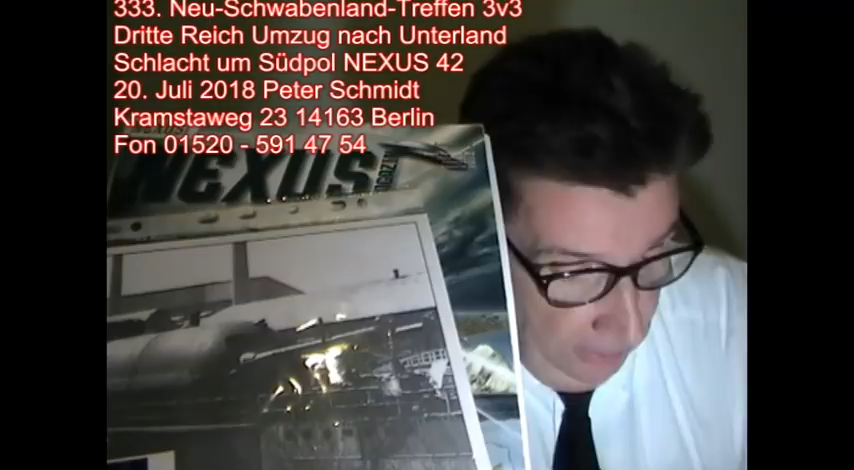 333. Neu-Schwabenland-Treffen 3v3
Dritte Reich Umzug nach Unterland
Schlacht um Südpol NEXUS 42
20. Juli 2018 Peter Schmidt
Kramstaweg 23 14163 Berlin
Fon 01520 - 591 47 54
NEXUS
MAGAZIN